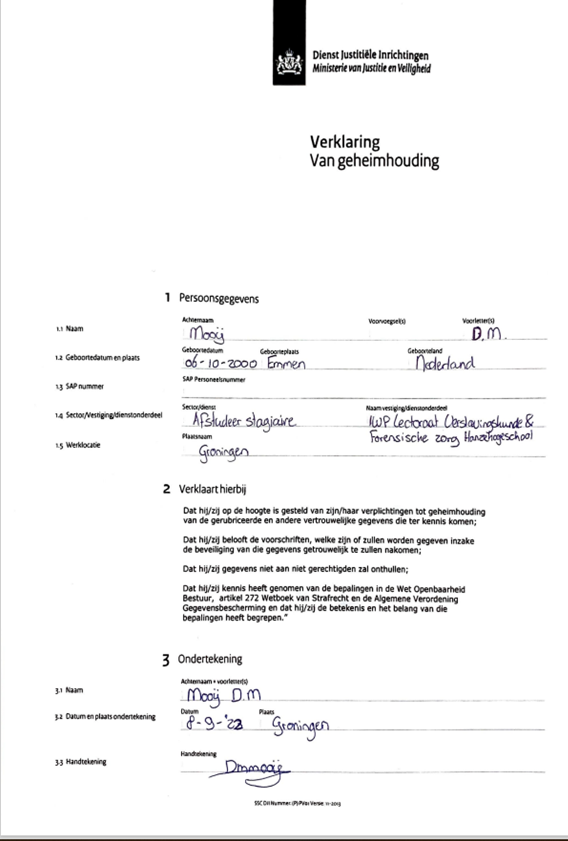 Dienst Justitiële Inrichtingen
Ministerie van Justitie en Veiligheid
Verklaring
Van geheimhouding
1 Persoonsgegevens
Achternaam Voorvoegsel(s) Voorletter(s)
1.1 Naam Mooij D.M.
Geboortedatum Geboorteplaats Geboorteland
1.2 Geboortedatum en plaats 06-10-2000 Emmen Nederland
SAP Personeelsnummer
1.3 SAP nummer
Sector/dienst Naam vestiging/dienstonderdeel
1.4 Sector/Vestiging/dienstonderdeel Afstudeer stagiaire IWP Lectoraat Verslavingskunde &
Forensische zorg Hanzehogeschool
Plaatsnaam
1.5 Werklocatie Groningen
2 Verklaart hierbij
Dat hij/zij op de hoogte is gesteld van zijn/haar verplichtingen tot geheimhouding
van de gerubriceerde en andere vertrouwelijke gegevens die ter kennis komen;
Dat hij/zij belooft de voorschriften, welke zijn of zullen worden gegeven inzake
de beveiliging van die gegevens getrouwelijk te zullen nakomen;
Dat hij/zij gegevens niet aan niet gerechtigden zal onthullen;
Dat hij/zij kennis heeft genomen van de bepalingen in de Wet Openbaarheid
Bestuur, artikel 272 Wetboek van Strafrecht en de Algemene Verordening
Gegevensbescherming en dat hij/zij de betekenis en het belang van die
bepalingen heeft begrepen."
3 Ondertekening
Achternaam + voorletter(s)
3.1 Naam Mooij D.M
Datum Plaats
3.2 Datum en plaats ondertekening 8-9-'22 Groningen
Handtekening
3.3 Handtekening Dmmooij